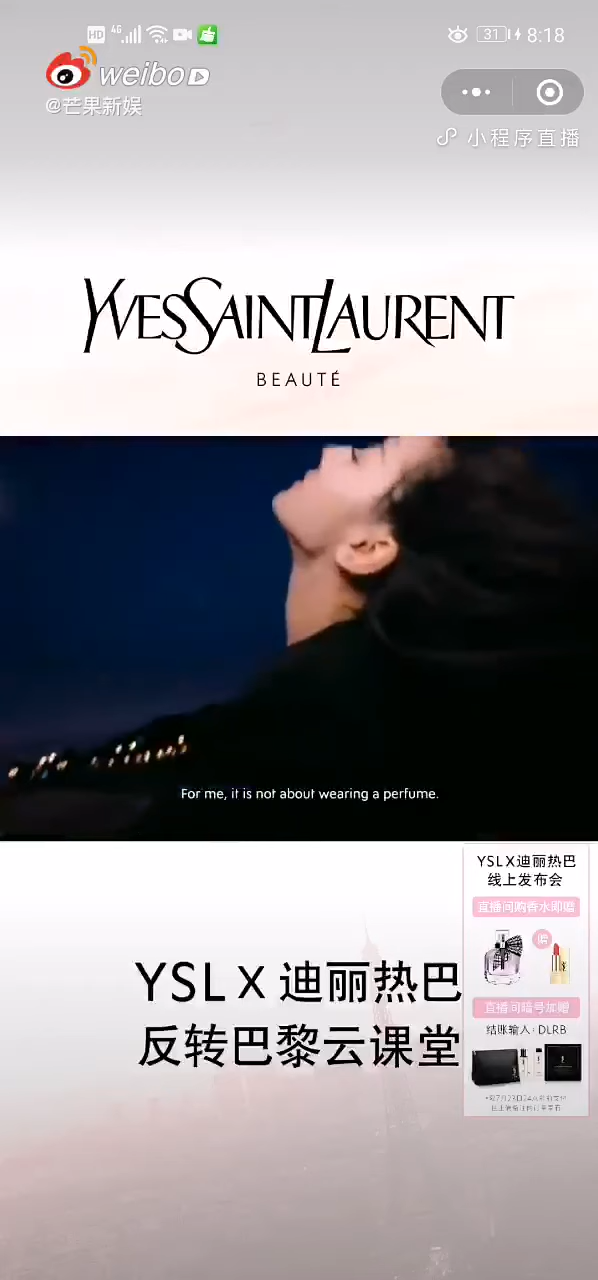 HD 4G 31 8:18
weibo
@芒果新娱
小程序直播
YVESSAINTLAURENT
BEAUTÉ
For me, it is not about wearing a perfume.
YSL X 迪丽热巴
反转巴黎云课堂
YSL X 迪丽热巴
线上发布会
直播间购香水即赠
直播间暗号加赠
结账输入:DLRB